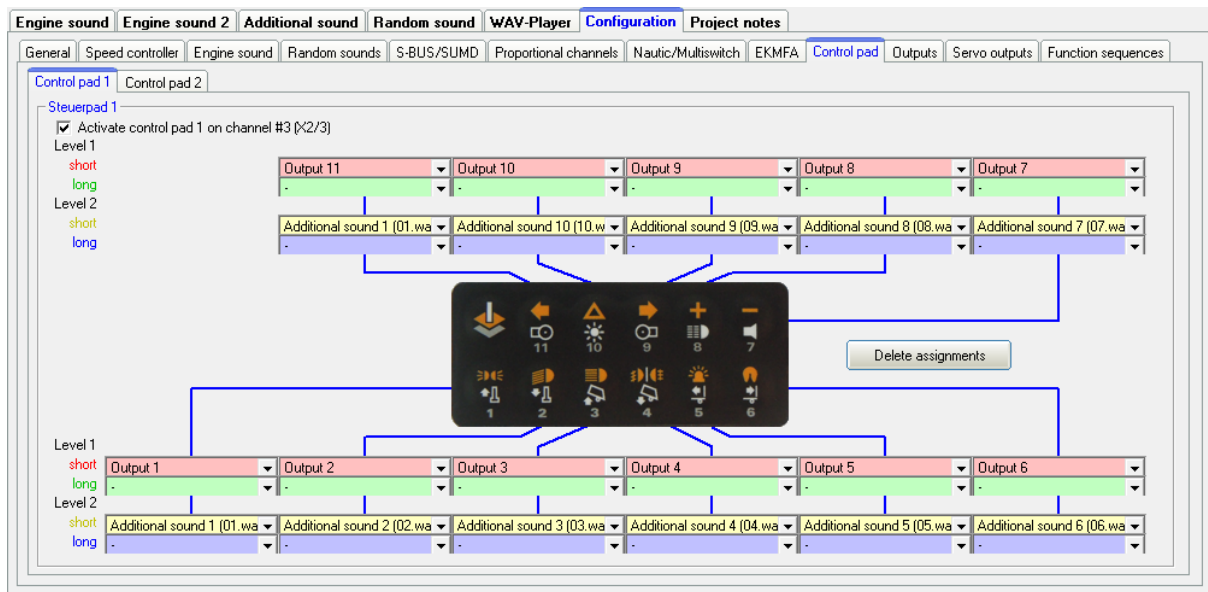 Engine sound Engine sound 2 Additional sound Random sound WAV-Player Configuration Project notes
General Speed controller Engine sound Random sounds S-BUS/SUMD Proportional channels Nautic/Multiswitch EKMFA Control pad Outputs Servo outputs Function sequences
Control pad 1 Control pad 2
Steuerpad 1
Activate control pad 1 on channel #3 (X2/3)
Level 1
short Output 11 Output 10 Output 9 Output 8 Output 7
long - - - - -
Level 2
short Additional sound 1 (01.wa Additional sound 10 (10.w Additional sound 9 (09.wa Additional sound 8 (08.wa Additional sound 7 (07.wa
long - - - - -
11 10 9 8 7
Delete assignments
1 2 3 4 5 6
Level 1
short Output 1 Output 2 Output 3 Output 4 Output 5 Output 6
long - - - - - -
Level 2
short Additional sound 1 (01.wa Additional sound 2 (02.wa Additional sound 3 (03.wa Additional sound 4 (04.wa Additional sound 5 (05.wa Additional sound 6 (06.wa
long - - - - - -